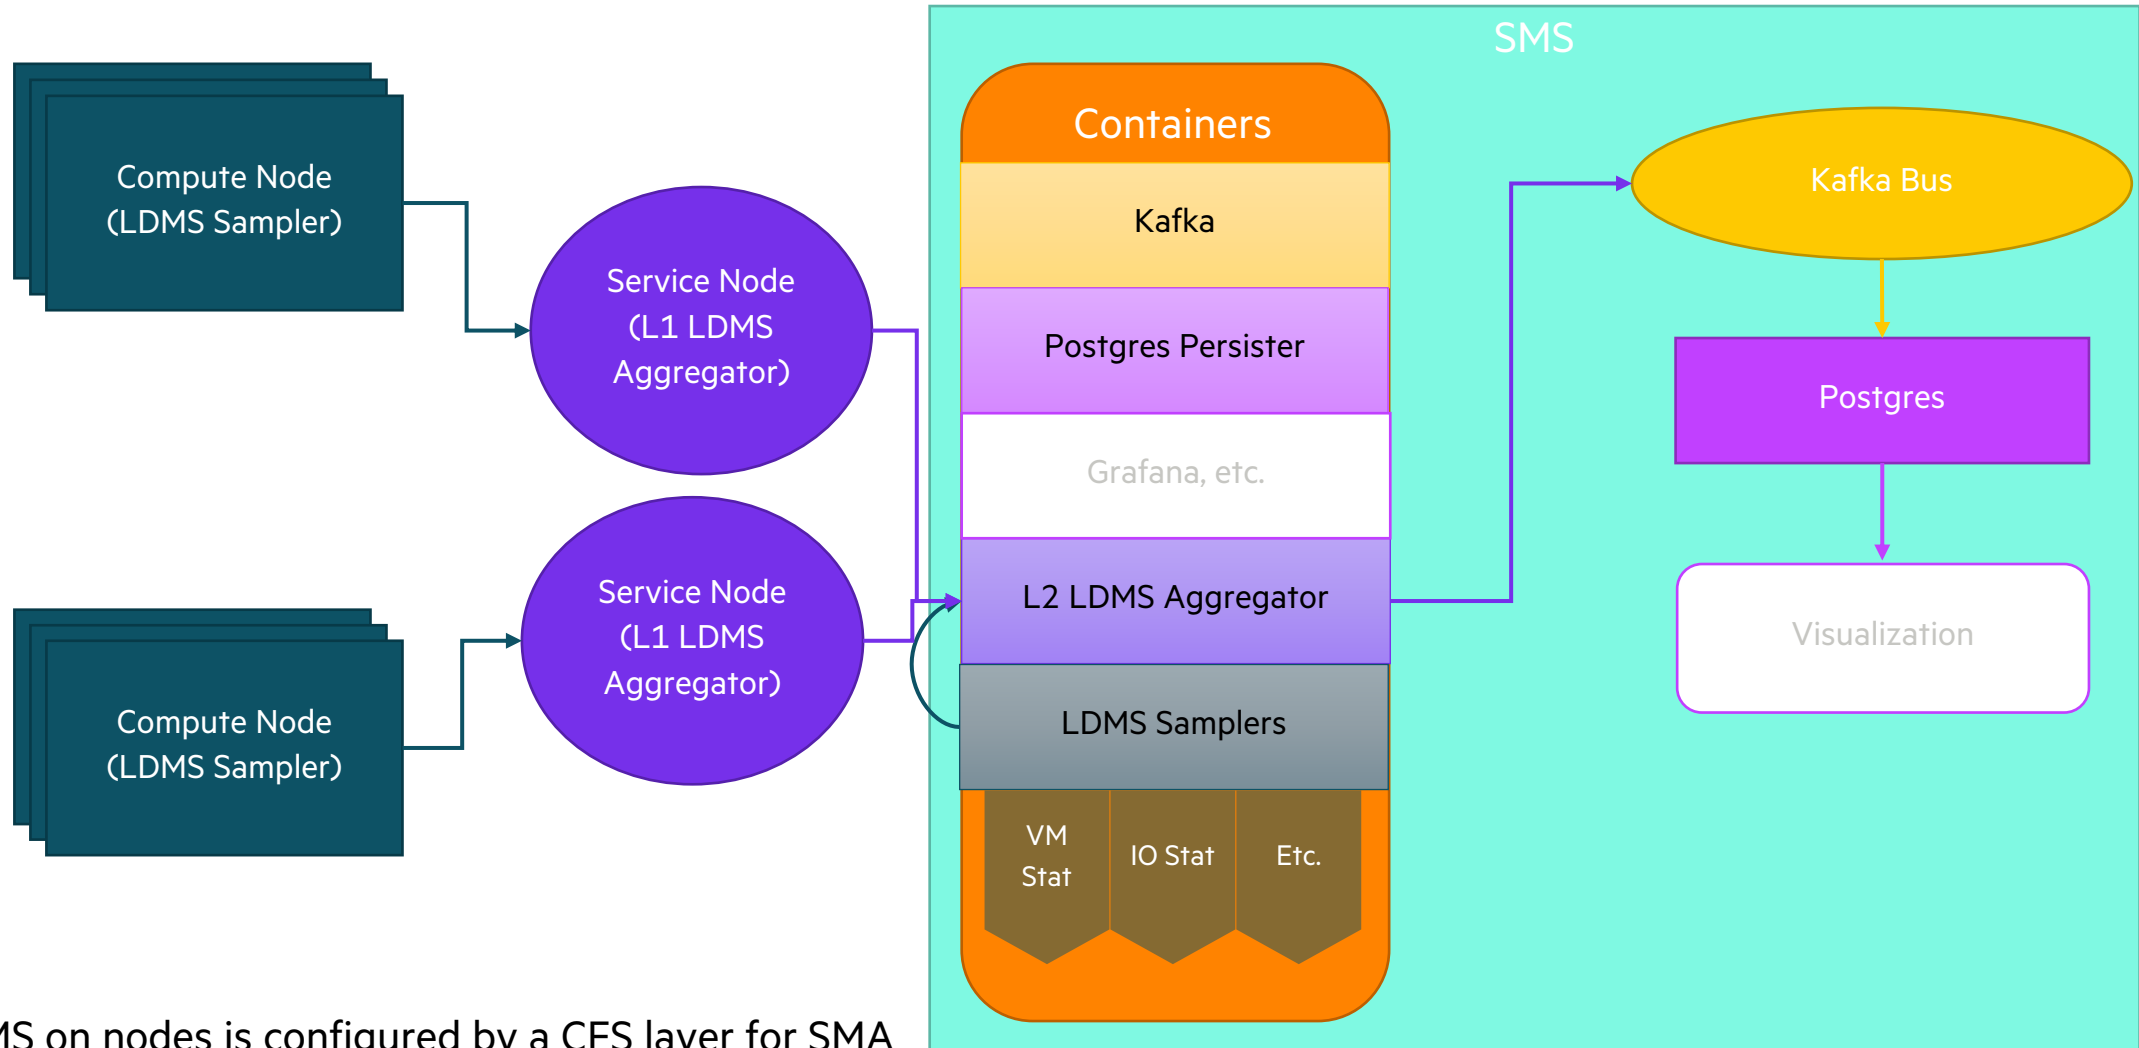 SMS
Compute Node
(LDMS Sampler)
Service Node
(L1 LDMS
Aggregator)
Compute Node
(LDMS Sampler)
Service Node
(L1 LDMS
Aggregator)
Containers
Kafka
Postgres Persister
Grafana, etc.
L2 LDMS Aggregator
LDMS Samplers
VM
Stat
IO Stat
Etc.
Kafka Bus
Postgres
Visualization
MS on nodes is configured by a CFS layer for SMA